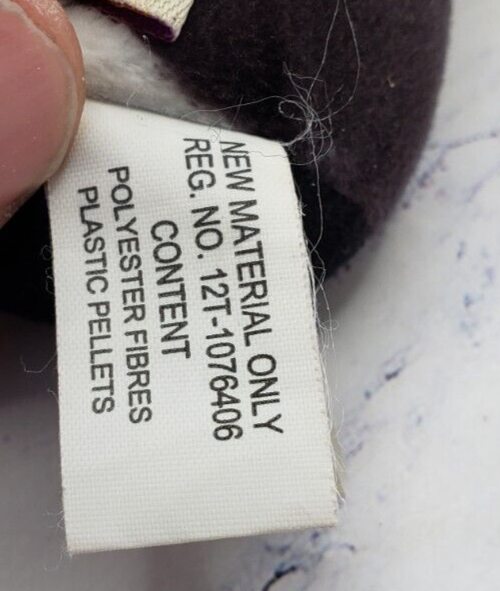 NEW MATERIAL ONLY
REG. NO. 12T-1076406
CONTENT
POLYESTER FIBRES
PLASTIC PELLETS